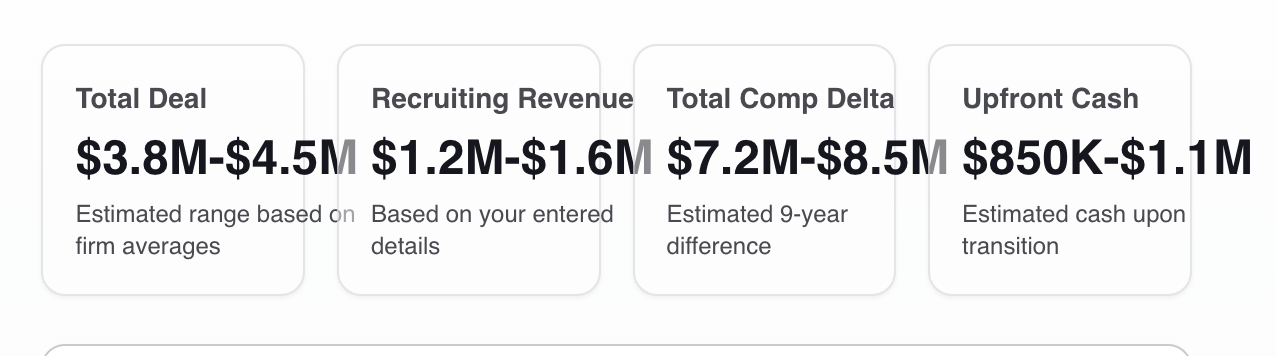 Total Deal
$3.8M-$4.5M
Estimated range based on
firm averages
Recruiting Revenue
$1.2M-$1.6M
Based on your entered
details
Total Comp Delta
$7.2M-$8.5M
Estimated 9-year
difference
Upfront Cash
$850K-$1.1M
Estimated cash upon
transition